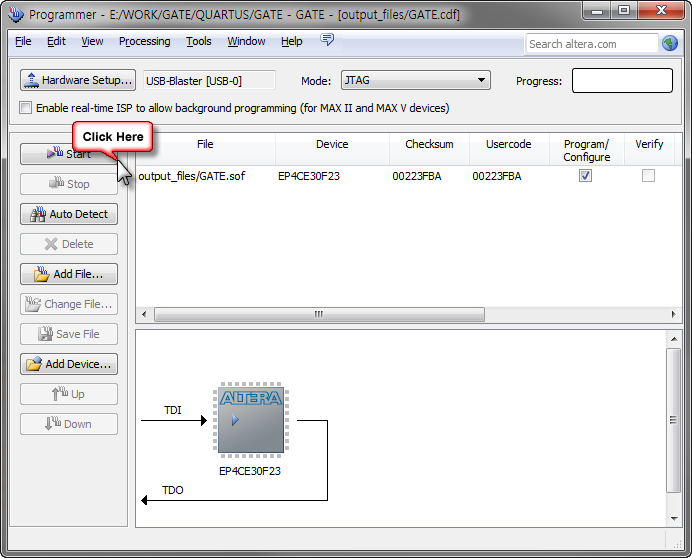 Programmer - E:/WORK/GATE/QUARTUS/GATE - GATE - [output_files/GATE.cdf]
File Edit View Processing Tools Window Help Search altera.com
Hardware Setup... USB-Blaster [USB-0] Mode: JTAG Progress:
Enable real-time ISP to allow background programming (for MAX II and MAX V devices)
Click Here
Start
Stop
Auto Detect
Delete
Add File...
Change File...
Save File
Add Device...
Up
Down
File Device Checksum Usercode Program/ Verify
Configure
output_files/GATE.sof EP4CE30F23 00223FBA 00223FBA
ALTERA
TDI
EP4CE30F23
TDO